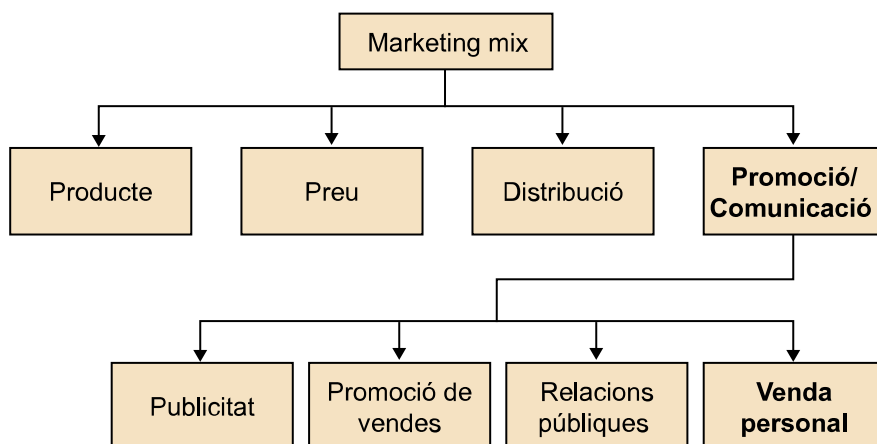 Marketing mix
Producte
Preu
Distribució
Promoció/
Comunicació
Publicitat
Promoció de
vendes
Relacions
públiques
Venda
personal